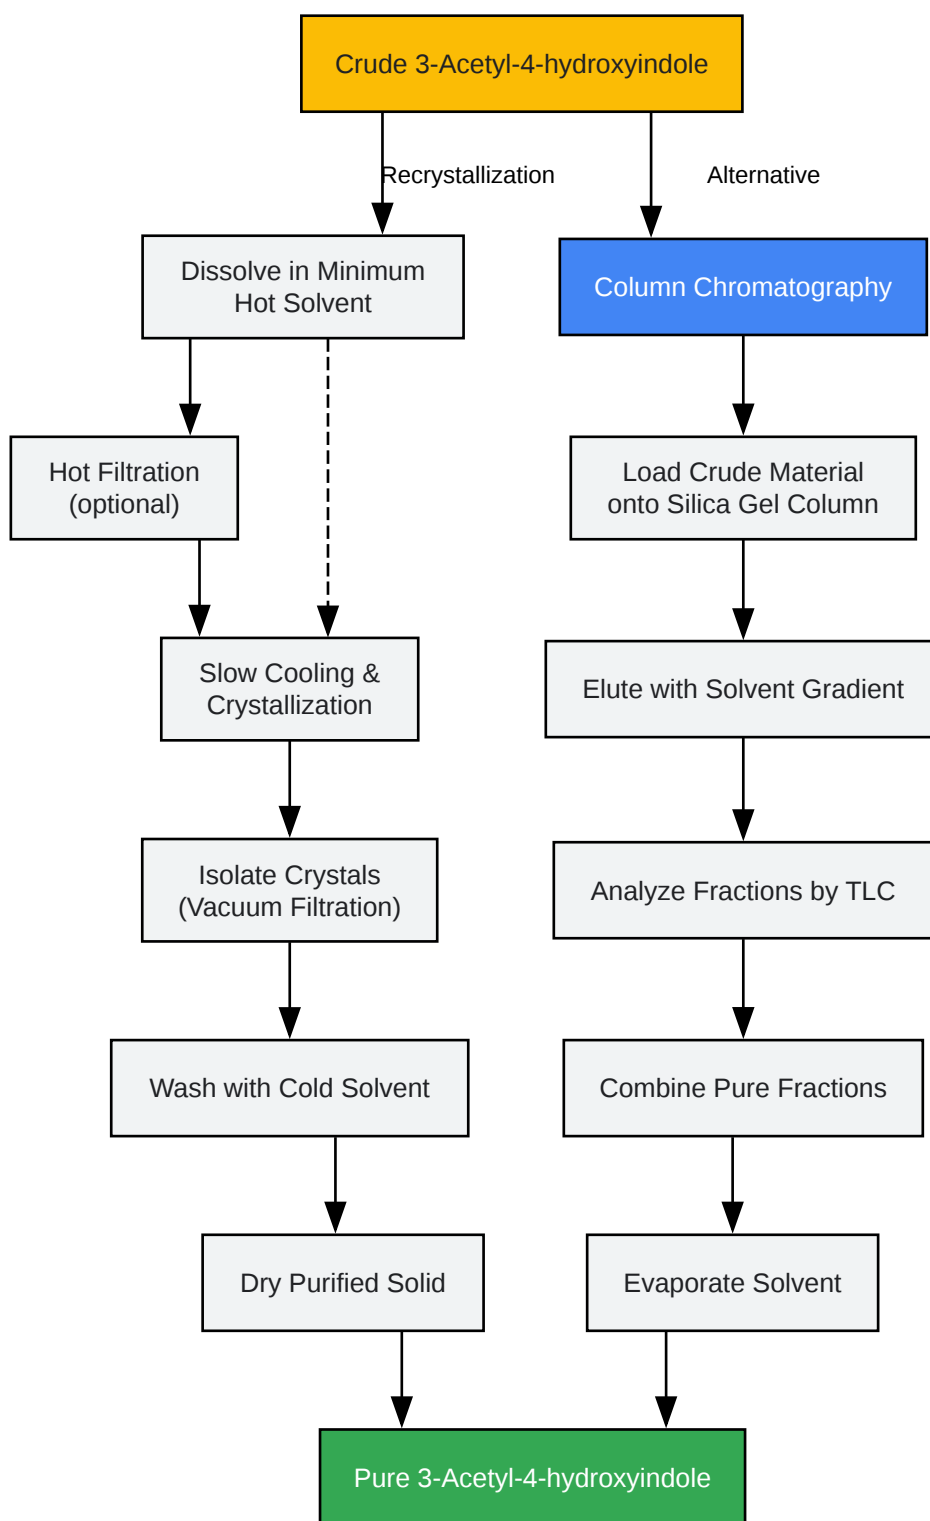 Crude 3-Acetyl-4-hydroxyindole
Recrystallization
Alternative
Dissolve in Minimum
Hot Solvent
Column Chromatography
Hot Filtration
(optional)
Load Crude Material
onto Silica Gel Column
Slow Cooling &
Crystallization
Elute with Solvent Gradient
Isolate Crystals
(Vacuum Filtration)
Analyze Fractions by TLC
Wash with Cold Solvent
Combine Pure Fractions
Dry Purified Solid
Evaporate Solvent
Pure 3-Acetyl-4-hydroxyindole